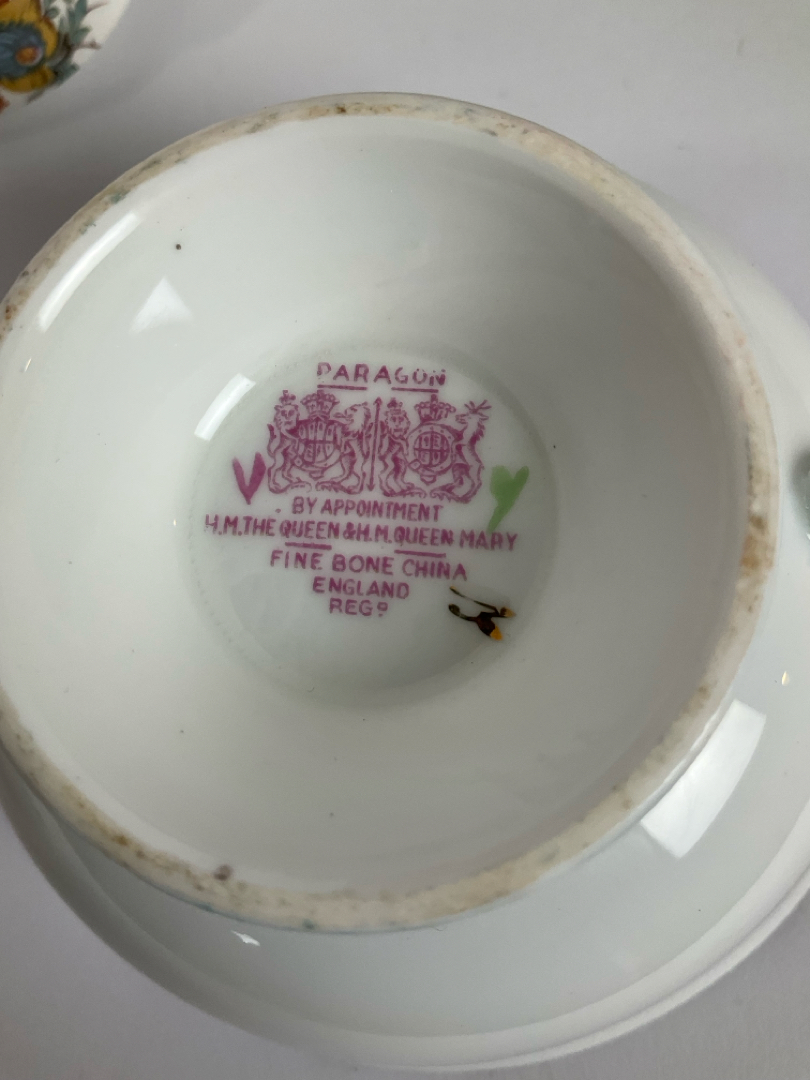 PARAGON
BY APPOINTMENT
H.M. THE QUEEN & H.M. QUEEN MARY
FINE BONE CHINA
ENGLAND
REGD